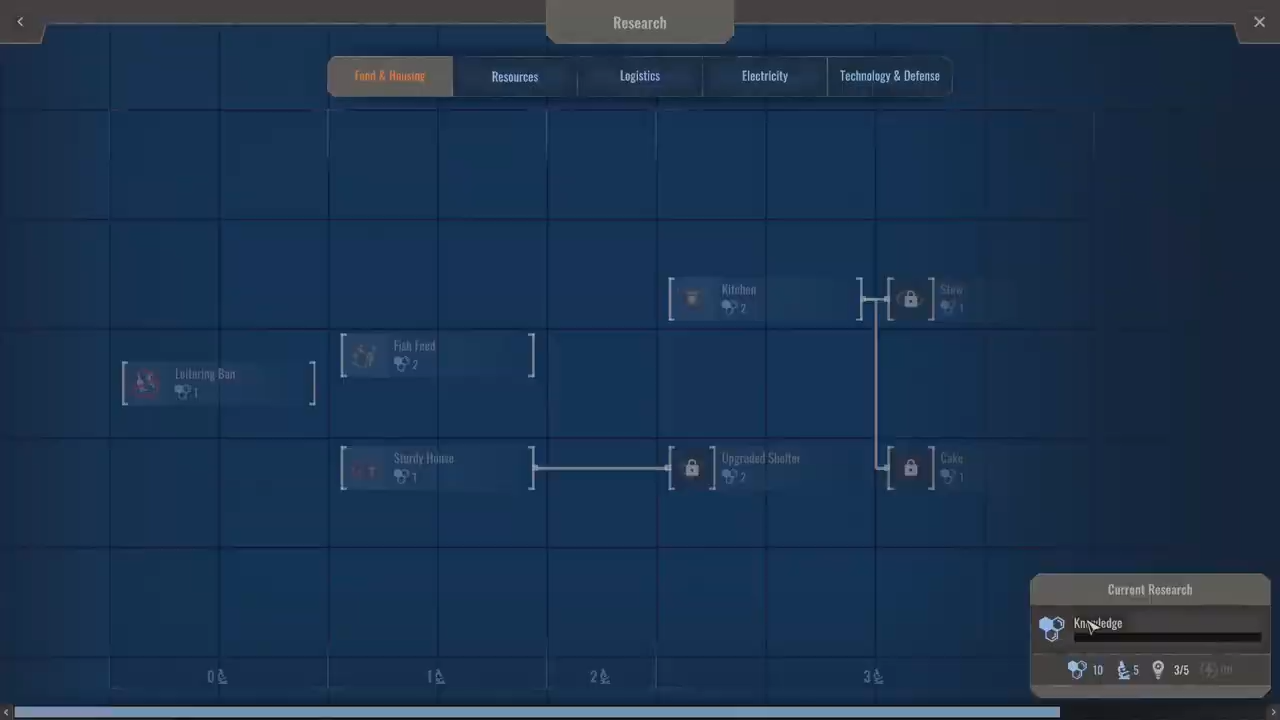 Research
Food & Housing
Resources
Logistics
Electricity
Technology & Defense
Kitchen
2
Stew
1
Fish Feed
2
Loitering Ban
1
Sturdy House
1
Upgraded Shelter
2
Cake
1
Current Research
Knowledge
10
5
3/5
0
1
2
3